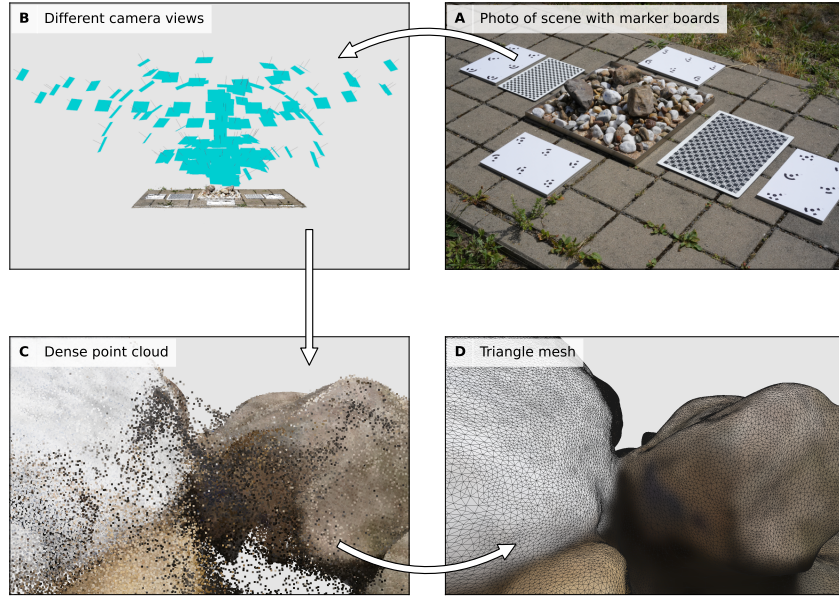 B Different camera views
A Photo of scene with marker boards
C Dense point cloud
D Triangle mesh